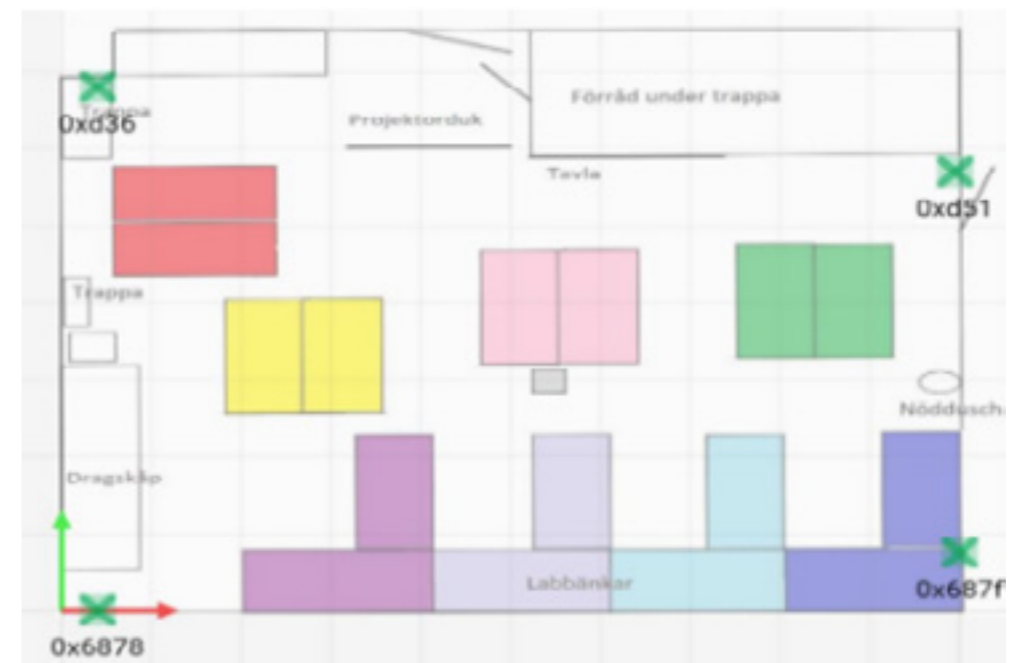 Förråd under trappa
Trappa
0xd36
Projektorduk
Tavla
0xd51
Trappa
Nöddusch
Dragskåp
Labbänkar
0x687f
0x6878